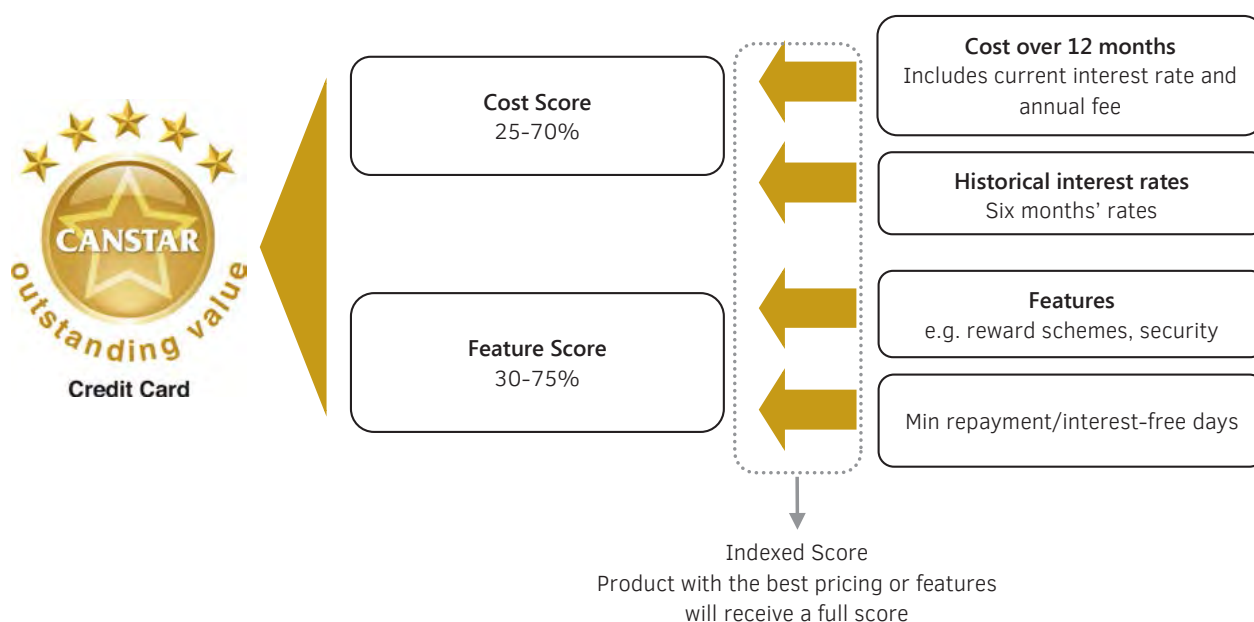 CANSTAR
outstanding value
Credit Card
Cost Score
25-70%
Feature Score
30-75%
Cost over 12 months
Includes current interest rate and
annual fee
Historical interest rates
Six months’ rates
Features
e.g. reward schemes, security
Min repayment/interest-free days
Indexed Score
Product with the best pricing or features
will receive a full score